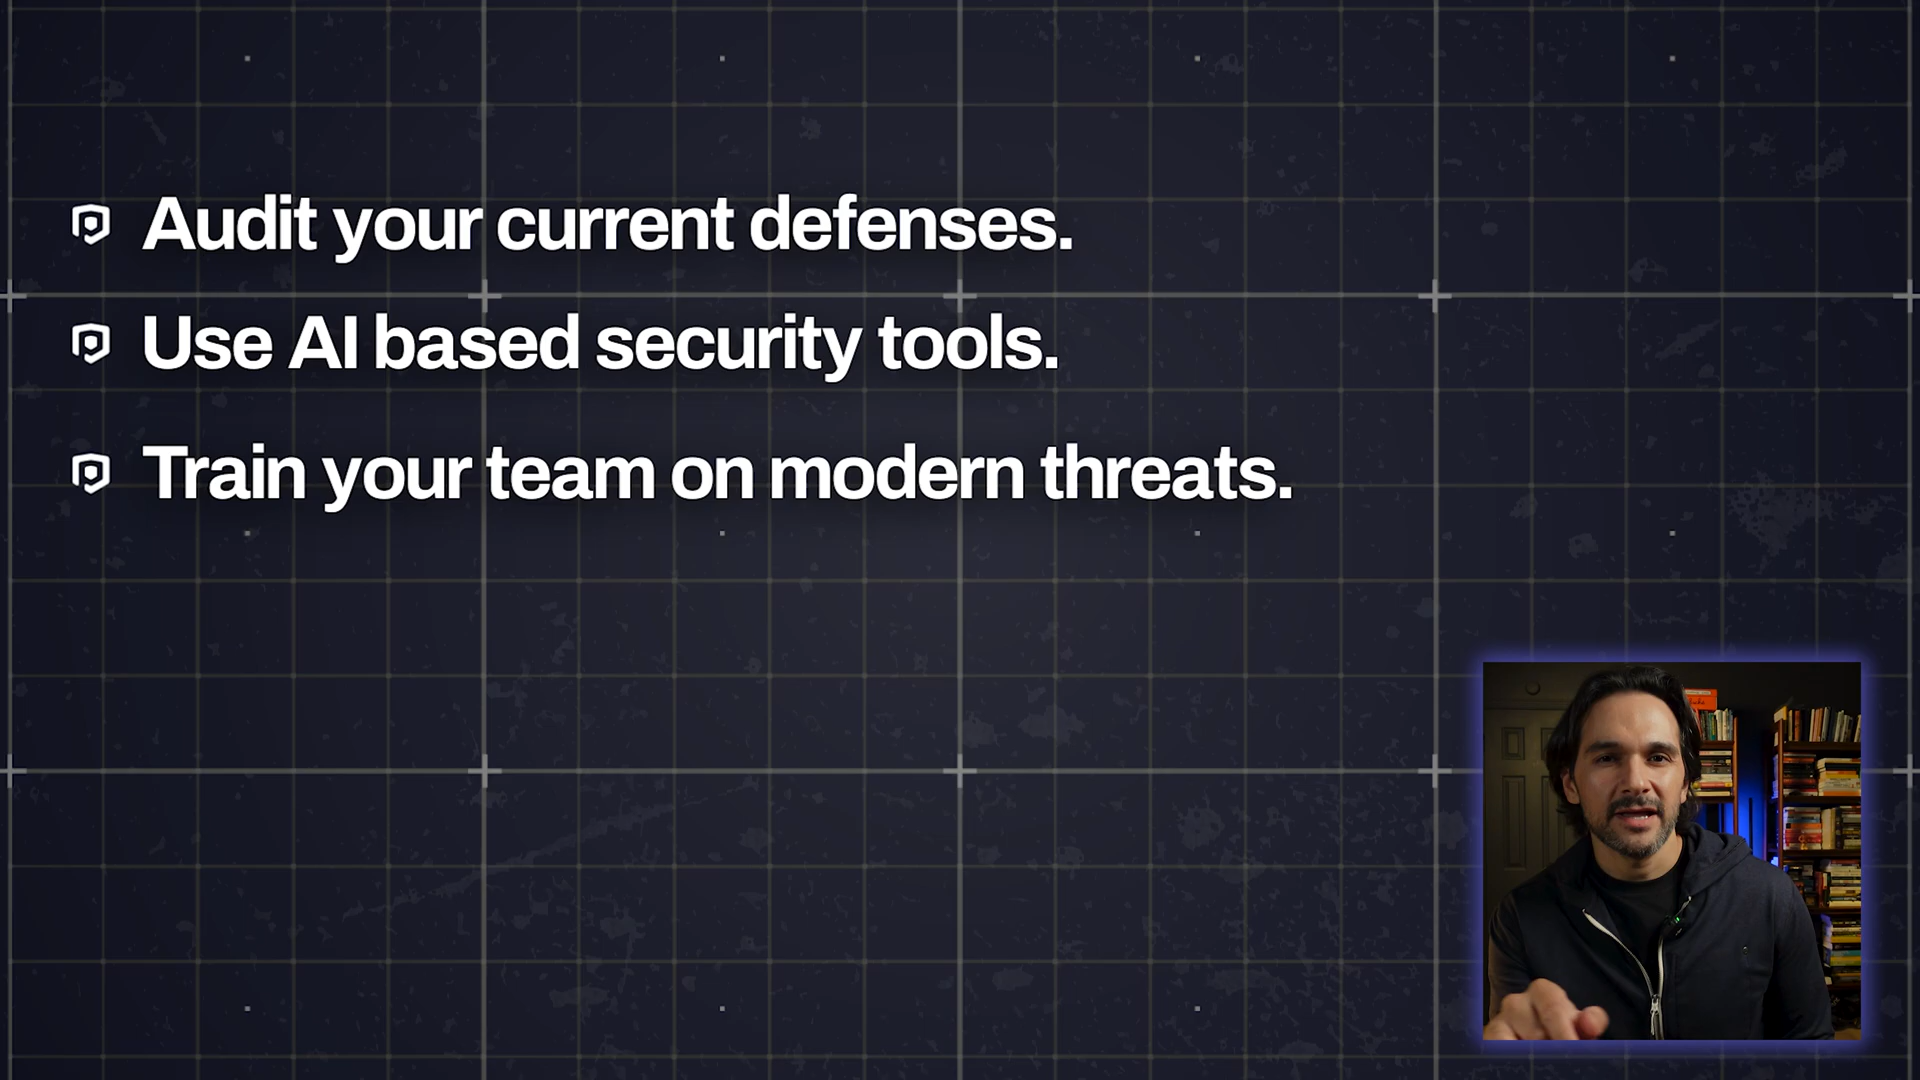 Audit your current defenses.
Use AI based security tools.
Train your team on modern threats.